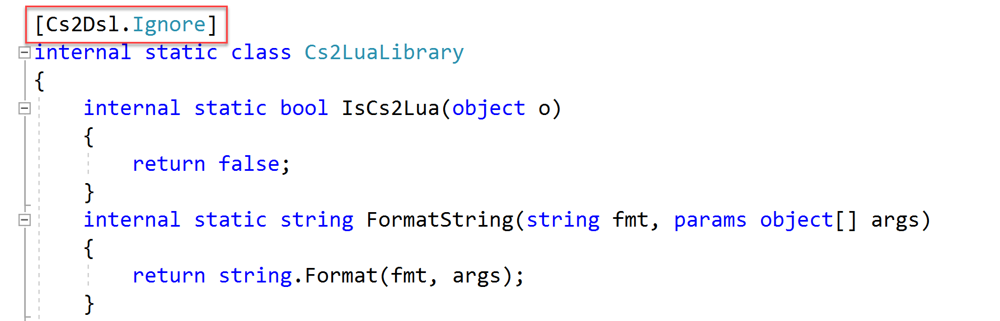 [Cs2Dsl.Ignore]
internal static class Cs2LuaLibrary
{
    internal static bool IsCs2Lua(object o)
    {
        return false;
    }
    internal static string FormatString(string fmt, params object[] args)
    {
        return string.Format(fmt, args);
    }